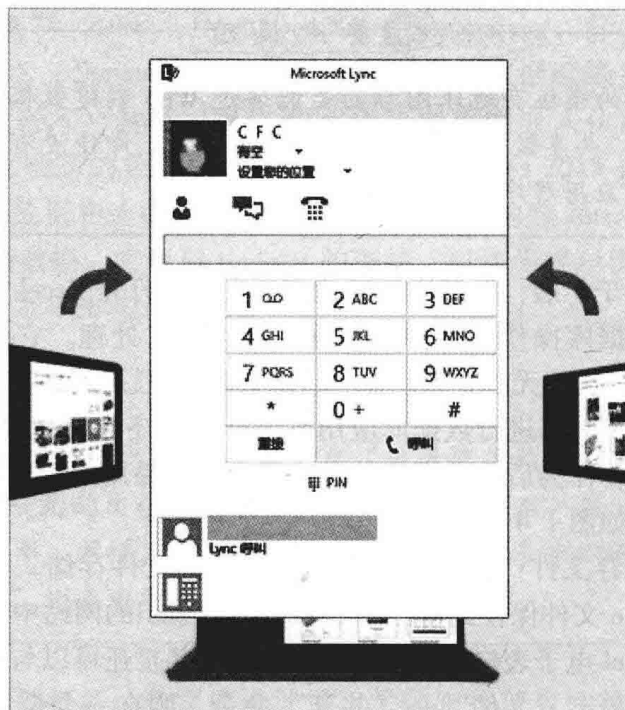 Microsoft Lync
C F C
有空
设置您的位置
1 2 ABC 3 DEF
4 GHI 5 JKL 6 MNO
7 PQRS 8 TUV 9 WXYZ
* 0 + #
重拨 呼叫
PIN
Lync 呼叫